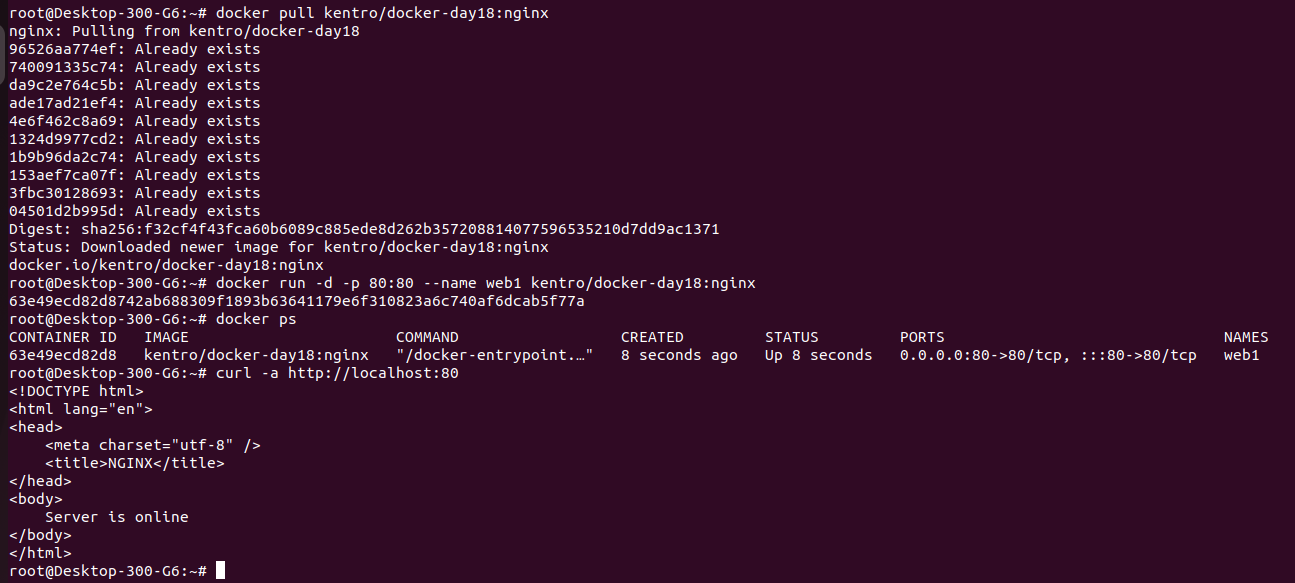 root@Desktop-300-G6:~# docker pull kentro/docker-day18:nginx
nginx: Pulling from kentro/docker-day18
96526aa774ef: Already exists
740091335c74: Already exists
da9c2e764c5b: Already exists
ade17ad21ef4: Already exists
4e6f462c8a69: Already exists
1324d9977cd2: Already exists
1b9b96da2c74: Already exists
153aef7ca07f: Already exists
3fbc30128693: Already exists
04501d2b995d: Already exists
Digest: sha256:f32cf4f43fca60b6089c885ede8d262b357208814077596535210d7dd9ac1371
Status: Downloaded newer image for kentro/docker-day18:nginx
docker.io/kentro/docker-day18:nginx
root@Desktop-300-G6:~# docker run -d -p 80:80 --name web1 kentro/docker-day18:nginx
63e49ecd82d8742ab688309f1893b63641179e6f310823a6c740af6dcab5f77a
root@Desktop-300-G6:~# docker ps
CONTAINER ID   IMAGE                       COMMAND                  CREATED         STATUS         PORTS                               NAMES
63e49ecd82d8   kentro/docker-day18:nginx   "/docker-entrypoint.…"   8 seconds ago   Up 8 seconds   0.0.0.0:80->80/tcp, :::80->80/tcp   web1
root@Desktop-300-G6:~# curl -a http://localhost:80
<!DOCTYPE html>
<html lang="en">
<head>
    <meta charset="utf-8" />
    <title>NGINX</title>
</head>
<body>
    Server is online
</body>
</html>
root@Desktop-300-G6:~#